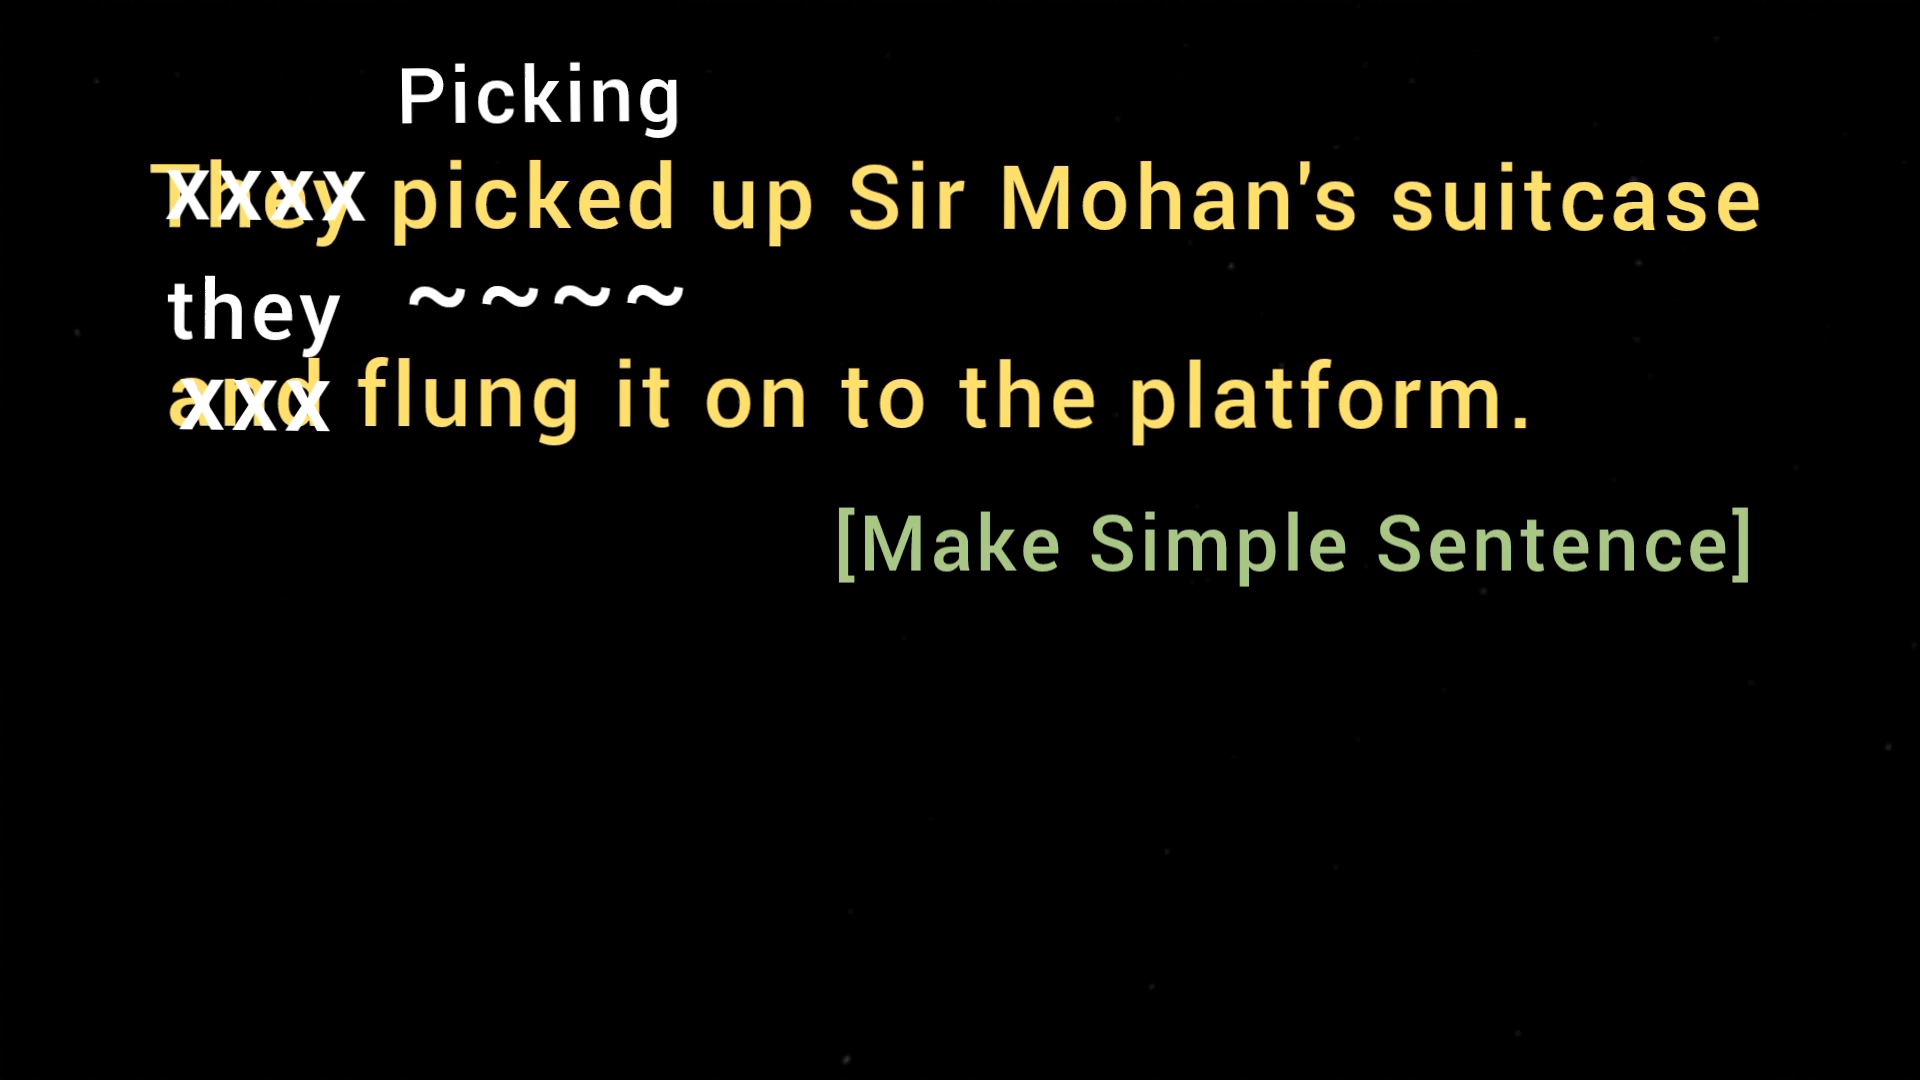 Picking
They picked up Sir Mohan's suitcase
xxxx
they ~~~~
and flung it on to the platform.
xxx
[Make Simple Sentence]